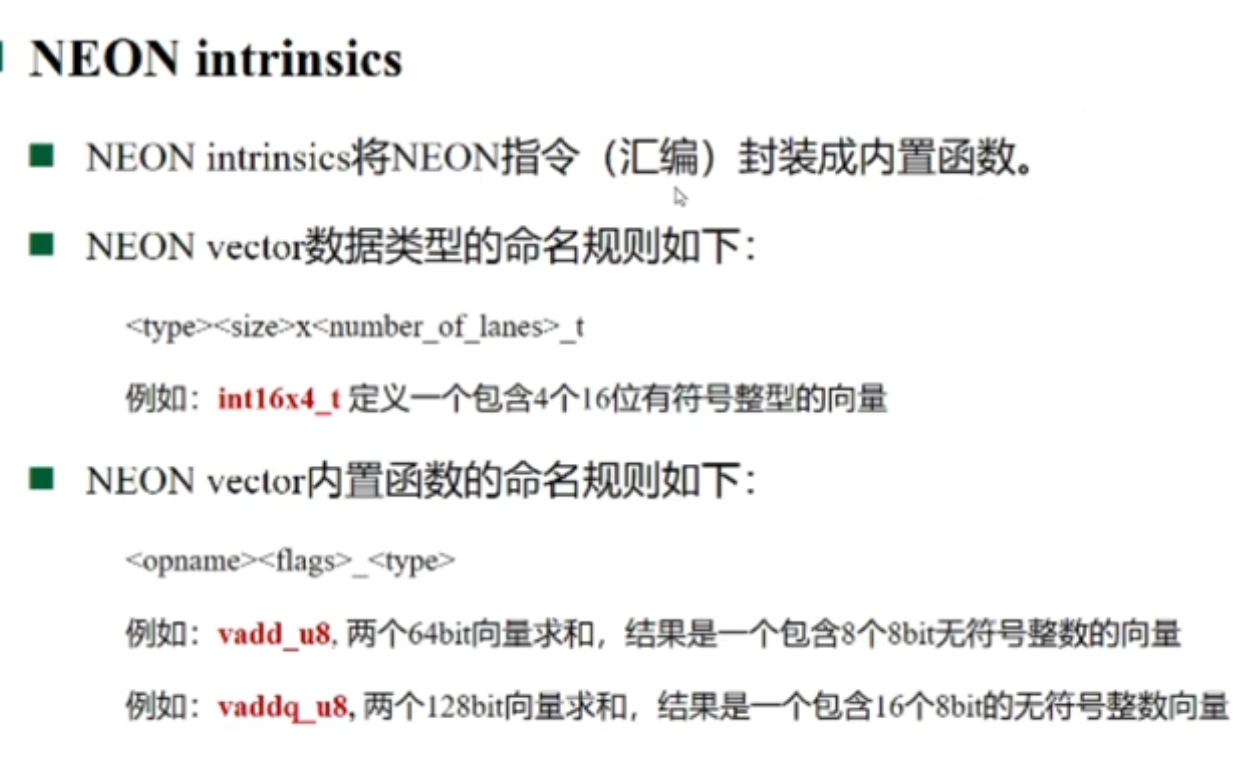 NEON intrinsics
NEON intrinsics将NEON指令（汇编）封装成内置函数。
NEON vector数据类型的命名规则如下：
<type><size>x<number_of_lanes>_t
例如：int16x4_t 定义一个包含4个16位有符号整型的向量
NEON vector内置函数的命名规则如下：
<opname><flags>_<type>
例如：vadd_u8, 两个64bit向量求和，结果是一个包含8个8bit无符号整数的向量
例如：vaddq_u8, 两个128bit向量求和，结果是一个包含16个8bit的无符号整数向量